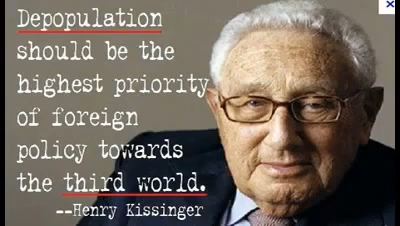 Depopulation
should be the
highest priority
of foreign
policy towards
the third world.
--Henry Kissinger